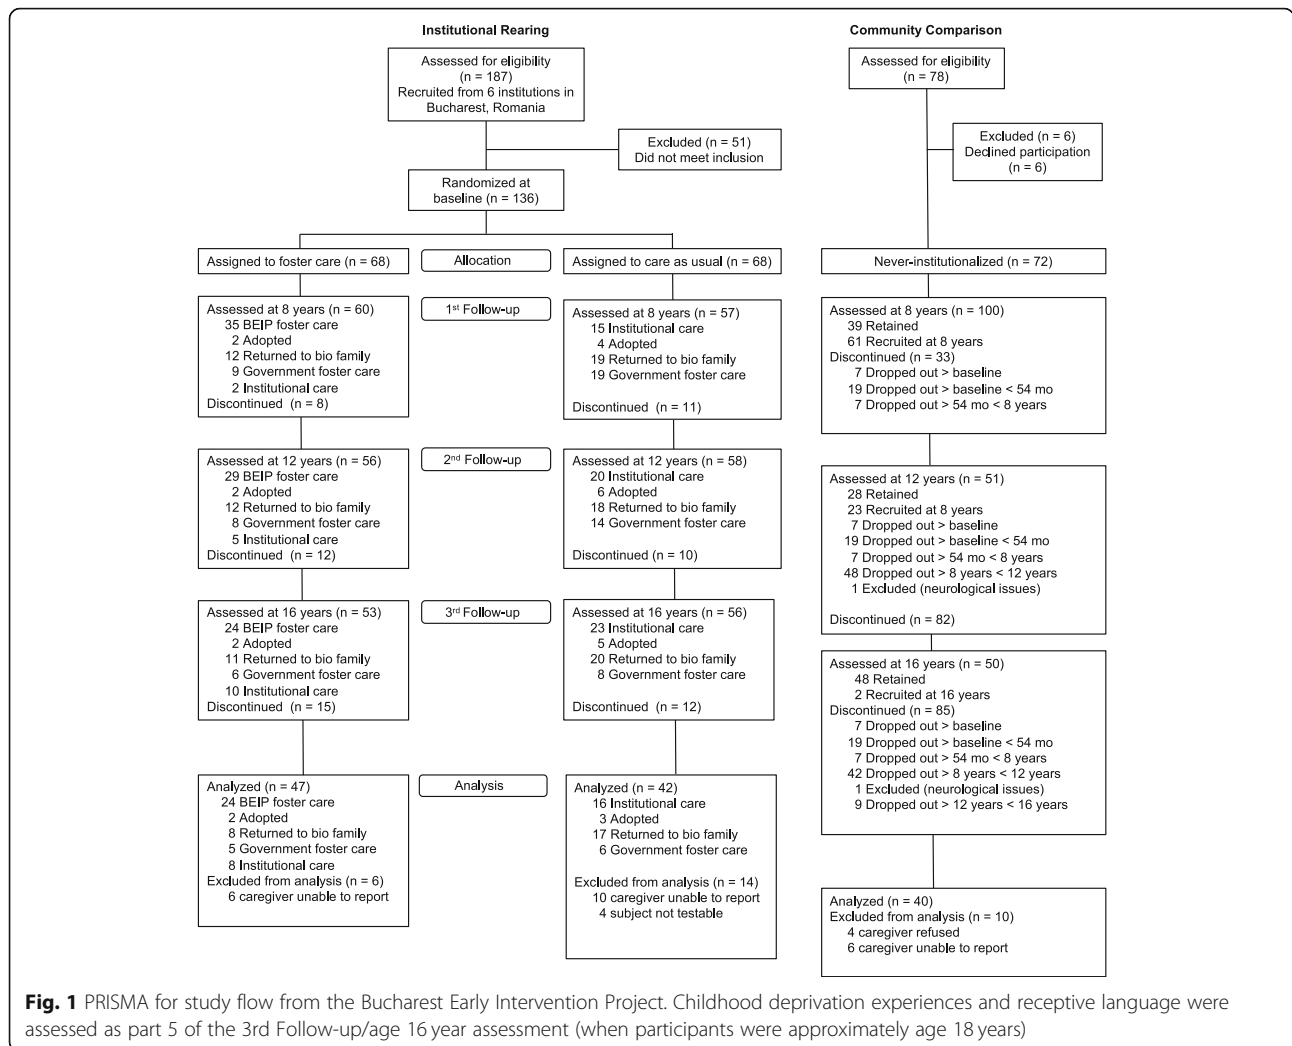 Institutional Rearing
Assessed for eligibility
(n = 187)
Recruited from 6 institutions in
Bucharest, Romania
Excluded (n = 51)
Did not meet inclusion
Randomized at
baseline (n = 136)
Community Comparison
Assessed for eligibility
(n = 78)
Excluded (n = 6)
Declined participation
(n = 6)
Assigned to foster care (n = 68)
Allocation
Assigned to care as usual (n = 68)
Never-institutionalized (n = 72)
Assessed at 8 years (n = 60)
35 BEIP foster care
2 Adopted
12 Returned to bio family
9 Government foster care
2 Institutional care
Discontinued (n = 8)
1st Follow-up
Assessed at 8 years (n = 57)
15 Institutional care
4 Adopted
19 Returned to bio family
19 Government foster care
Discontinued (n = 11)
Assessed at 8 years (n = 100)
39 Retained
61 Recruited at 8 years
Discontinued (n = 33)
7 Dropped out > baseline
19 Dropped out > baseline < 54 mo
7 Dropped out > 54 mo < 8 years
Assessed at 12 years (n = 56)
29 BEIP foster care
2 Adopted
12 Returned to bio family
8 Government foster care
5 Institutional care
Discontinued (n = 12)
2nd Follow-up
Assessed at 12 years (n = 58)
20 Institutional care
6 Adopted
18 Returned to bio family
14 Government foster care
Discontinued (n = 10)
Assessed at 12 years (n = 51)
28 Retained
23 Recruited at 8 years
7 Dropped out > baseline
19 Dropped out > baseline < 54 mo
7 Dropped out > 54 mo < 8 years
48 Dropped out > 8 years < 12 years
1 Excluded (neurological issues)
Discontinued (n = 82)
Assessed at 16 years (n = 53)
24 BEIP foster care
2 Adopted
11 Returned to bio family
6 Government foster care
10 Institutional care
Discontinued (n = 15)
3rd Follow-up
Assessed at 16 years (n = 56)
23 Institutional care
5 Adopted
20 Returned to bio family
8 Government foster care
Discontinued (n = 12)
Assessed at 16 years (n = 50)
48 Retained
2 Recruited at 16 years
Discontinued (n = 85)
7 Dropped out > baseline
19 Dropped out > baseline < 54 mo
7 Dropped out > 54 mo < 8 years
42 Dropped out > 8 years < 12 years
1 Excluded (neurological issues)
9 Dropped out > 12 years < 16 years
Analyzed (n = 47)
24 BEIP foster care
2 Adopted
8 Returned to bio family
5 Government foster care
8 Institutional care
Excluded from analysis (n = 6)
6 caregiver unable to report
Analysis
Analyzed (n = 42)
16 Institutional care
3 Adopted
17 Returned to bio family
6 Government foster care
Excluded from analysis (n = 14)
10 caregiver unable to report
4 subject not testable
Analyzed (n = 40)
Excluded from analysis (n = 10)
4 caregiver refused
6 caregiver unable to report
Fig. 1 PRISMA for study flow from the Bucharest Early Intervention Project. Childhood deprivation experiences and receptive language were
assessed as part 5 of the 3rd Follow-up/age 16 year assessment (when participants were approximately age 18 years)